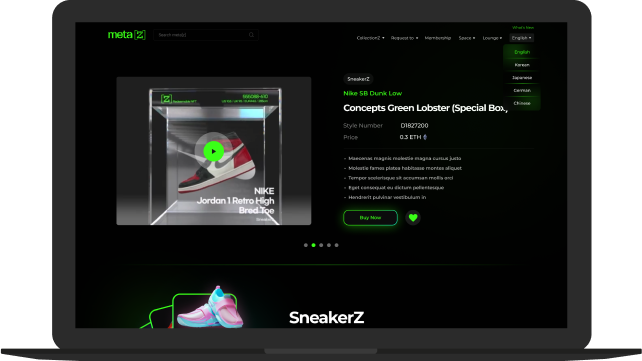 What's New
meta [Z]
Search metaZ
CollectionZ
Request to
Membership
Space
Lounge
English
English
Korean
Japanese
German
Chinese
SneakerZ
Nike SB Dunk Low
Concepts Green Lobster (Special Box)
Style Number D1827200
Price 0.3 ETH
Maecenas magnis molestie magna cursus justo
Molestie fames platea habitasse montes aliquet
Tempor scelerisque sit accumsan mollis orci
Eget consequat eu dictum pellentesque
Hendrerit pulvinar vestibulum in
Buy Now
NIKE
Jordan 1 Retro High
Bred Toe
SneakerZ